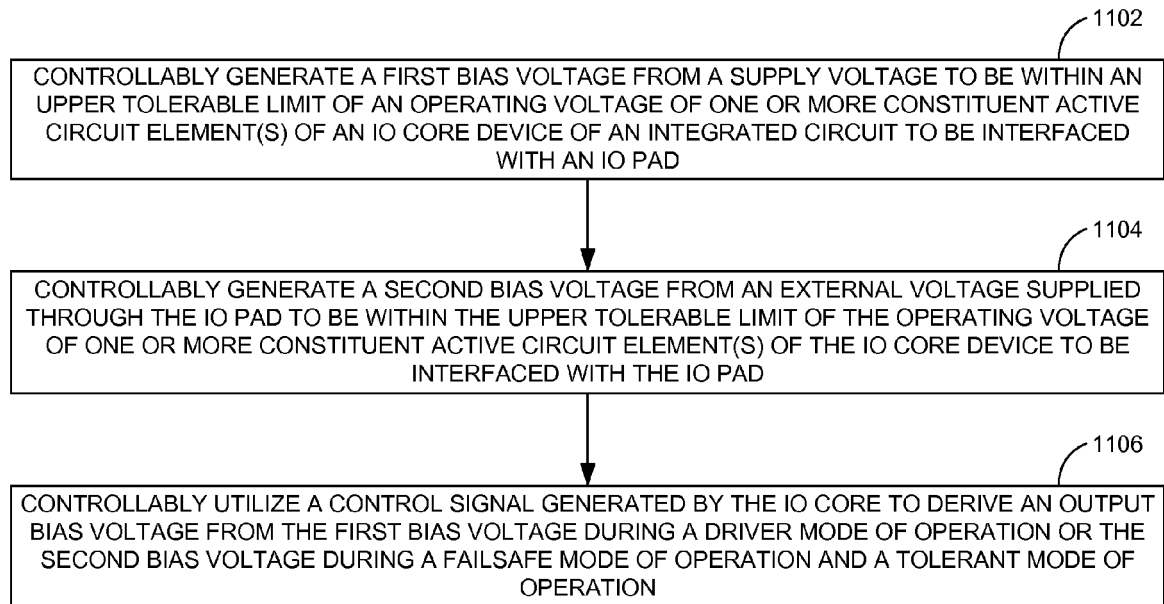 1102
CONTROLLABLY GENERATE A FIRST BIAS VOLTAGE FROM A SUPPLY VOLTAGE TO BE WITHIN AN
UPPER TOLERABLE LIMIT OF AN OPERATING VOLTAGE OF ONE OR MORE CONSTITUENT ACTIVE
CIRCUIT ELEMENT(S) OF AN IO CORE DEVICE OF AN INTEGRATED CIRCUIT TO BE INTERFACED
WITH AN IO PAD
1104
CONTROLLABLY GENERATE A SECOND BIAS VOLTAGE FROM AN EXTERNAL VOLTAGE SUPPLIED
THROUGH THE IO PAD TO BE WITHIN THE UPPER TOLERABLE LIMIT OF THE OPERATING VOLTAGE
OF ONE OR MORE CONSTITUENT ACTIVE CIRCUIT ELEMENT(S) OF THE IO CORE DEVICE TO BE
INTERFACED WITH THE IO PAD
1106
CONTROLLABLY UTILIZE A CONTROL SIGNAL GENERATED BY THE IO CORE TO DERIVE AN OUTPUT
BIAS VOLTAGE FROM THE FIRST BIAS VOLTAGE DURING A DRIVER MODE OF OPERATION OR THE
SECOND BIAS VOLTAGE DURING A FAILSAFE MODE OF OPERATION AND A TOLERANT MODE OF
OPERATION